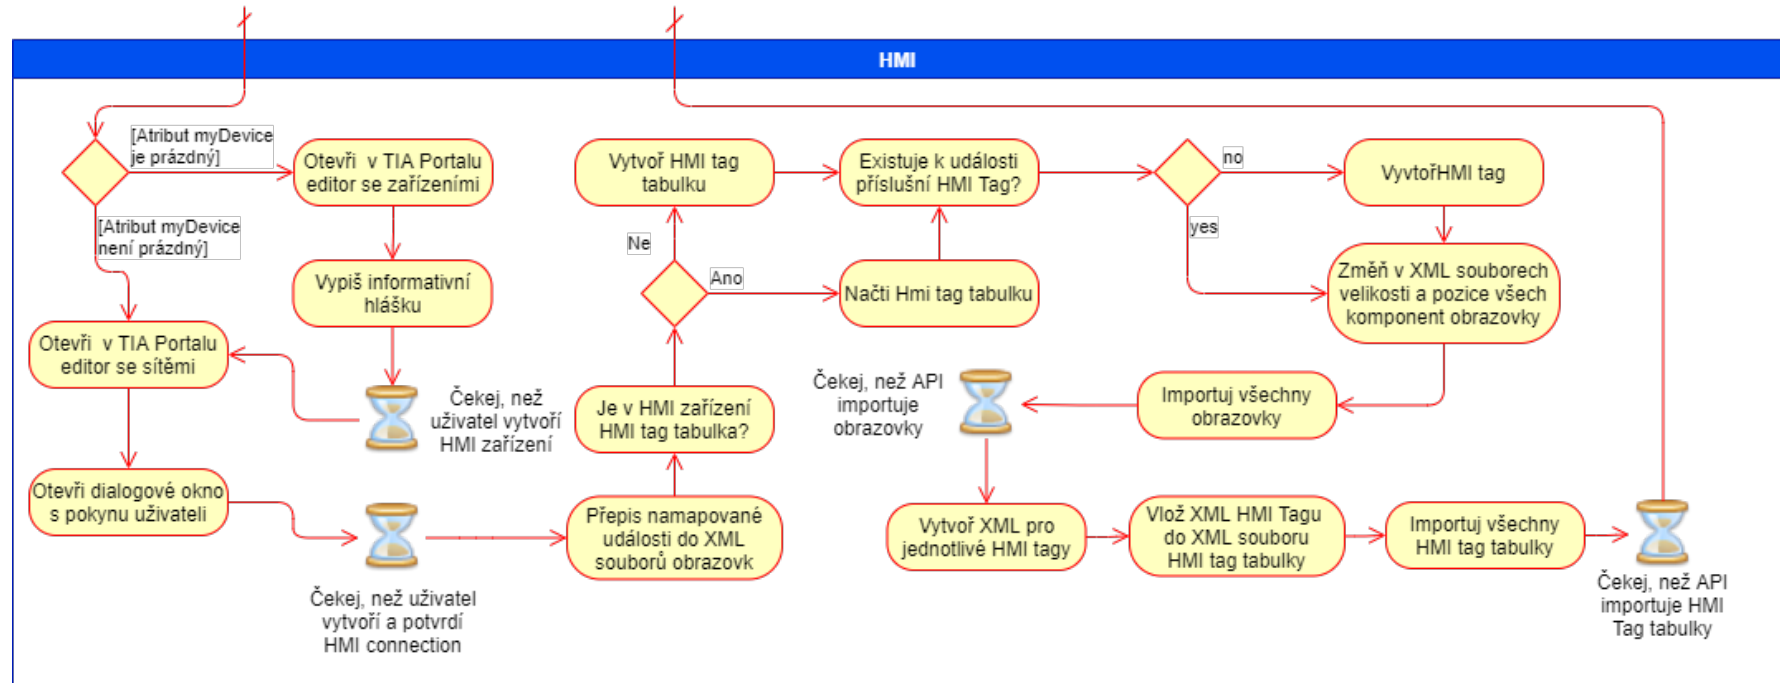 HMI
[Atribut myDevice
je prázdný]
Otevři v TIA Portalu
editor se zařízeními
[Atribut myDevice
není prázdný]
Vypiš informativní
hlášku
Otevři v TIA Portalu
editor se sítěmi
Čekej, než
uživatel vytvoří
HMI zařízení
Otevři dialogové okno
s pokynu uživateli
Čekej, než uživatel
vytvoří a potvrdí
HMI connection
Přepis namapované
události do XML
souborů obrazovk
Je v HMI zařízení
HMI tag tabulka?
Ne
Ano
Vytvoř HMI tag
tabulku
Načti Hmi tag tabulku
Existuje k události
příslušní HMI Tag?
no
yes
VyvtořHMI tag
Změň v XML souborech
velikosti a pozice všech
komponent obrazovky
Importuj všechny
obrazovky
Čekej, než API
importuje
obrazovky
Vytvoř XML pro
jednotlivé HMI tagy
Vlož XML HMI Tagu
do XML souboru
HMI tag tabulky
Importuj všechny
HMI tag tabulky
Čekej, než API
importuje HMI
Tag tabulky